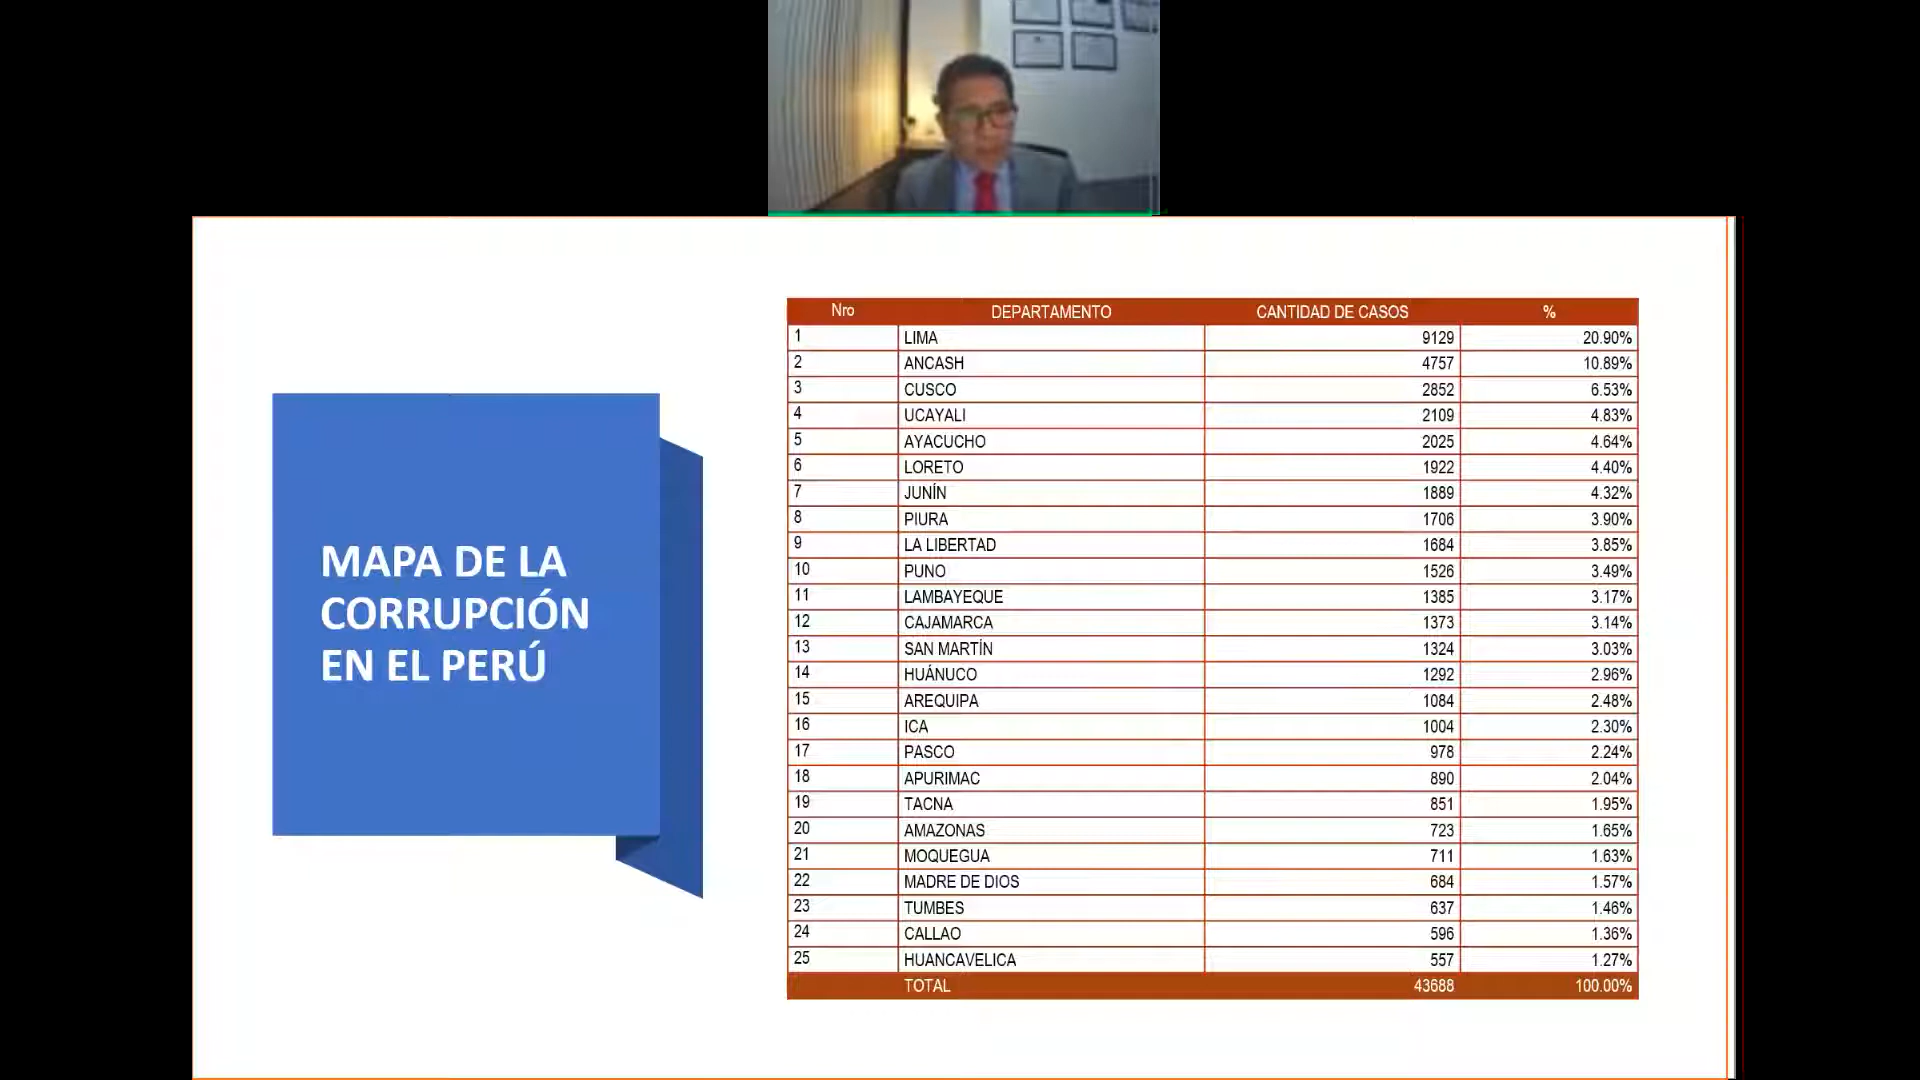 MAPA DE LA
CORRUPCIÓN
EN EL PERÚ
Nro DEPARTAMENTO CANTIDAD DE CASOS %
1 LIMA 9129 20.90%
2 ANCASH 4757 10.89%
3 CUSCO 2852 6.53%
4 UCAYALI 2109 4.83%
5 AYACUCHO 2025 4.64%
6 LORETO 1922 4.40%
7 JUNÍN 1889 4.32%
8 PIURA 1706 3.90%
9 LA LIBERTAD 1684 3.85%
10 PUNO 1526 3.49%
11 LAMBAYEQUE 1385 3.17%
12 CAJAMARCA 1373 3.14%
13 SAN MARTÍN 1324 3.03%
14 HUÁNUCO 1292 2.96%
15 AREQUIPA 1084 2.48%
16 ICA 1004 2.30%
17 PASCO 978 2.24%
18 APURIMAC 890 2.04%
19 TACNA 851 1.95%
20 AMAZONAS 723 1.65%
21 MOQUEGUA 711 1.63%
22 MADRE DE DIOS 684 1.57%
23 TUMBES 637 1.46%
24 CALLAO 596 1.36%
25 HUANCAVELICA 557 1.27%
TOTAL 43688 100.00%